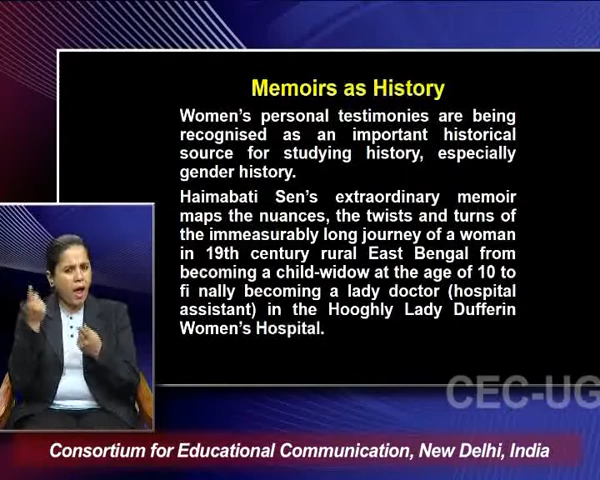 Memoirs as History
Women's personal testimonies are being
recognised as an important historical
source for studying history, especially
gender history.
Haimabati Sen's extraordinary memoir
maps the nuances, the twists and turns of
the immeasurably long journey of a woman
in 19th century rural East Bengal from
becoming a child-widow at the age of 10 to
fi nally becoming a lady doctor (hospital
assistant) in the Hooghly Lady Dufferin
Women's Hospital.
CEC-UG
Consortium for Educational Communication, New Delhi, India